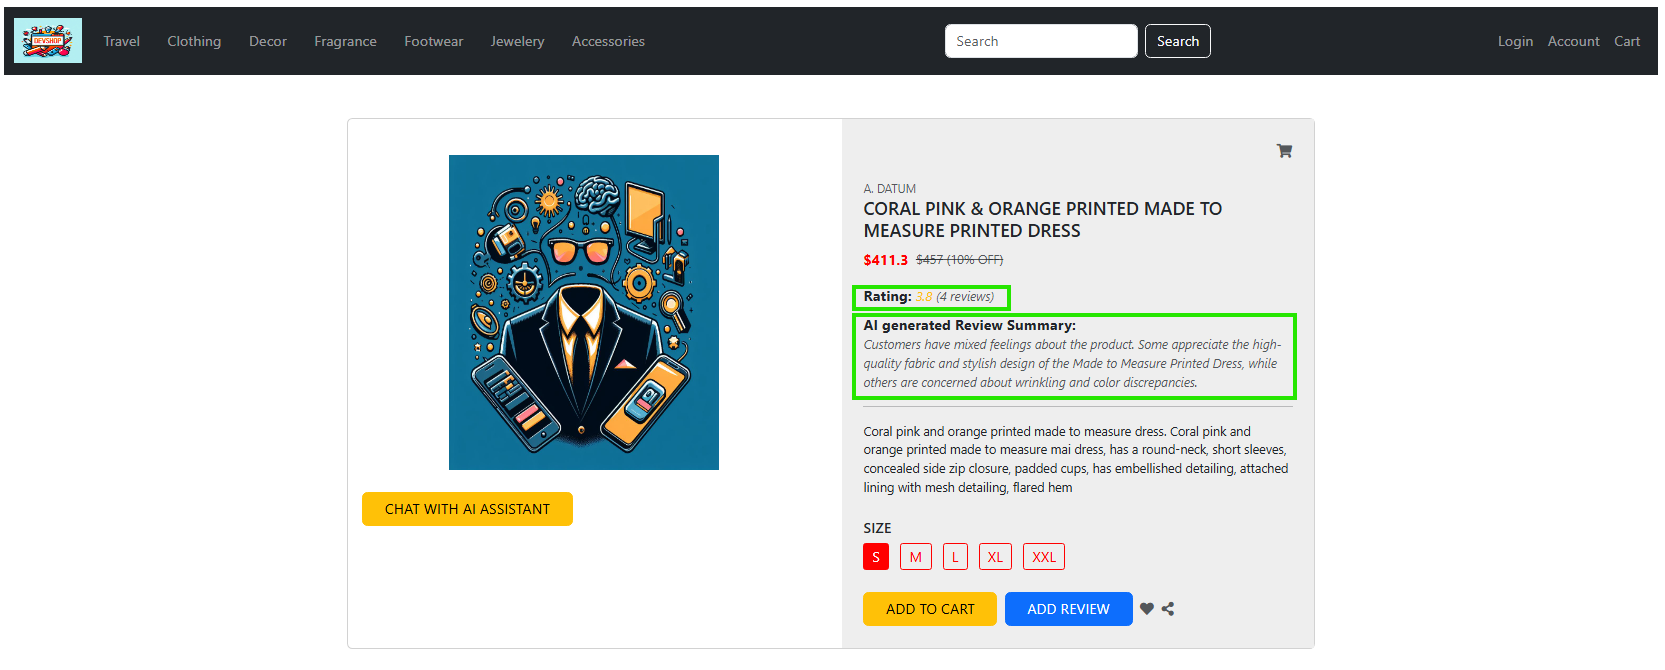 DEVSHOP
Travel Clothing Decor Fragrance Footwear Jewelery Accessories Search Search Login Account Cart
A. DATUM
CORAL PINK & ORANGE PRINTED MADE TO
MEASURE PRINTED DRESS
$411.3 $457 (10% OFF)
Rating: 3.8 (4 reviews)
AI generated Review Summary:
Customers have mixed feelings about the product. Some appreciate the high-
quality fabric and stylish design of the Made to Measure Printed Dress, while
others are concerned about wrinkling and color discrepancies.
Coral pink and orange printed made to measure dress. Coral pink and
orange printed made to measure mai dress, has a round-neck, short sleeves,
concealed side zip closure, padded cups, has embellished detailing, attached
lining with mesh detailing, flared hem
CHAT WITH AI ASSISTANT
SIZE
S M L XL XXL
ADD TO CART ADD REVIEW